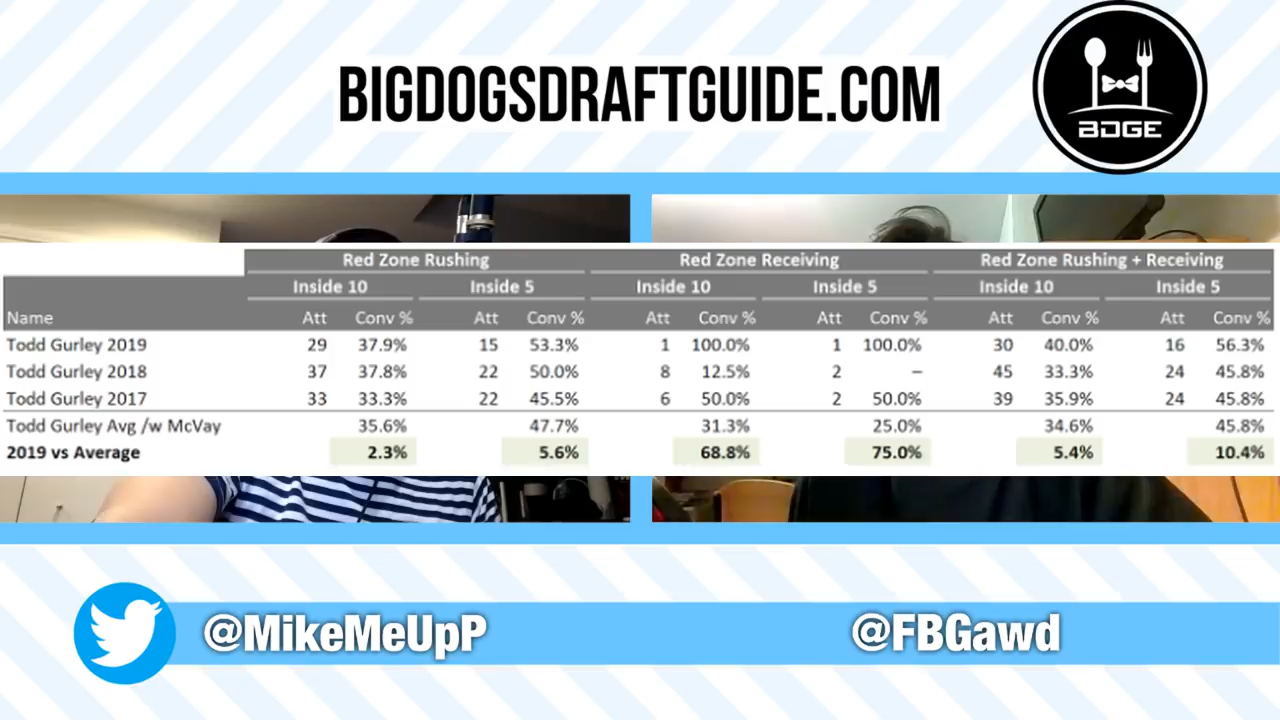 BIGDOGSDRAFTGUIDE.COM
BDGE
Red Zone Rushing Red Zone Receiving Red Zone Rushing + Receiving
Inside 10 Inside 5 Inside 10 Inside 5 Inside 10 Inside 5
Name Att Conv % Att Conv % Att Conv % Att Conv % Att Conv % Att Conv %
Todd Gurley 2019 29 37.9% 15 53.3% 1 100.0% 1 100.0% 30 40.0% 16 56.3%
Todd Gurley 2018 37 37.8% 22 50.0% 8 12.5% 2 – 45 33.3% 24 45.8%
Todd Gurley 2017 33 33.3% 22 45.5% 6 50.0% 2 50.0% 39 35.9% 24 45.8%
Todd Gurley Avg /w McVay 35.6% 47.7% 31.3% 25.0% 34.6% 45.8%
2019 vs Average 2.3% 5.6% 68.8% 75.0% 5.4% 10.4%
@MikeMeUpP @FBGawd